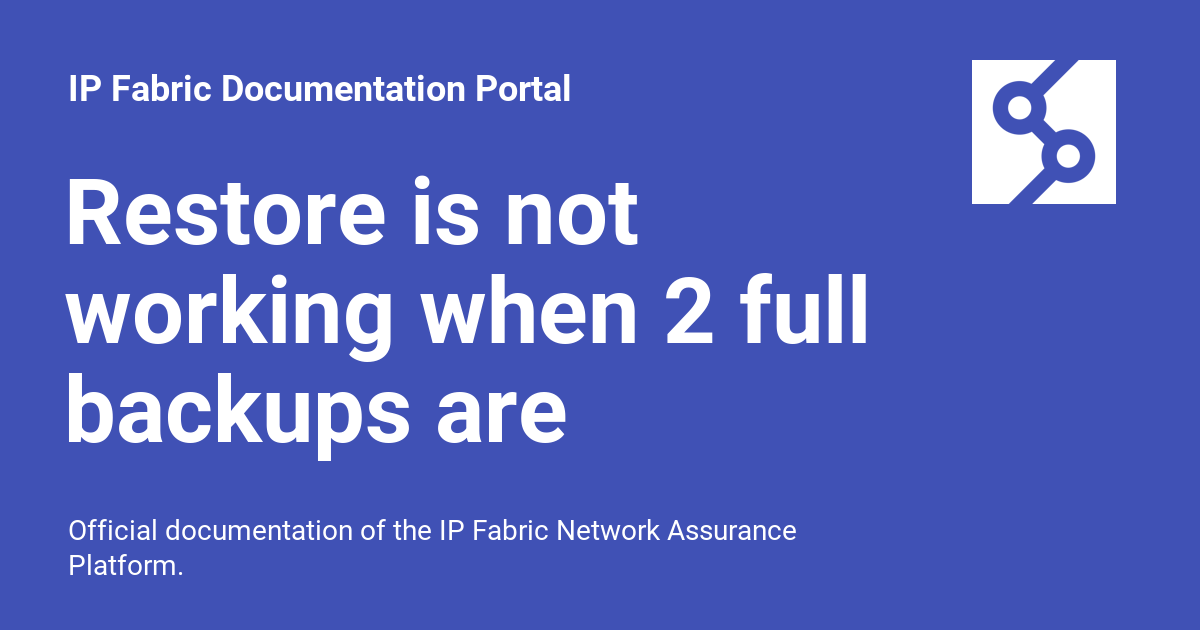 IP Fabric Documentation Portal
Restore is not
working when 2 full
backups are
Official documentation of the IP Fabric Network Assurance
Platform.